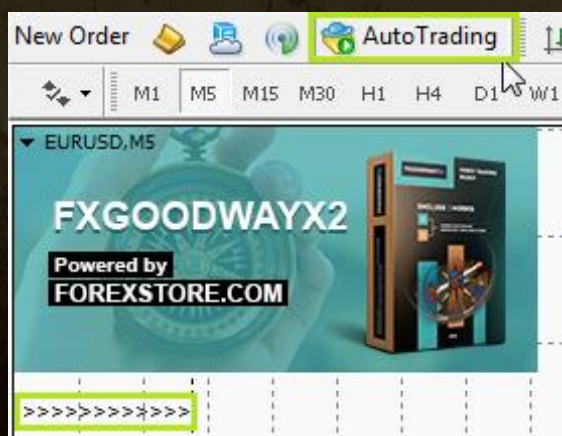 New Order AutoTrading
M1 M5 M15 M30 H1 H4 D1 W1
EURUSD,M5
FXGOODWAYX2
Powered by
FOREXSTORE.COM
>>>>>>>>>>>>>